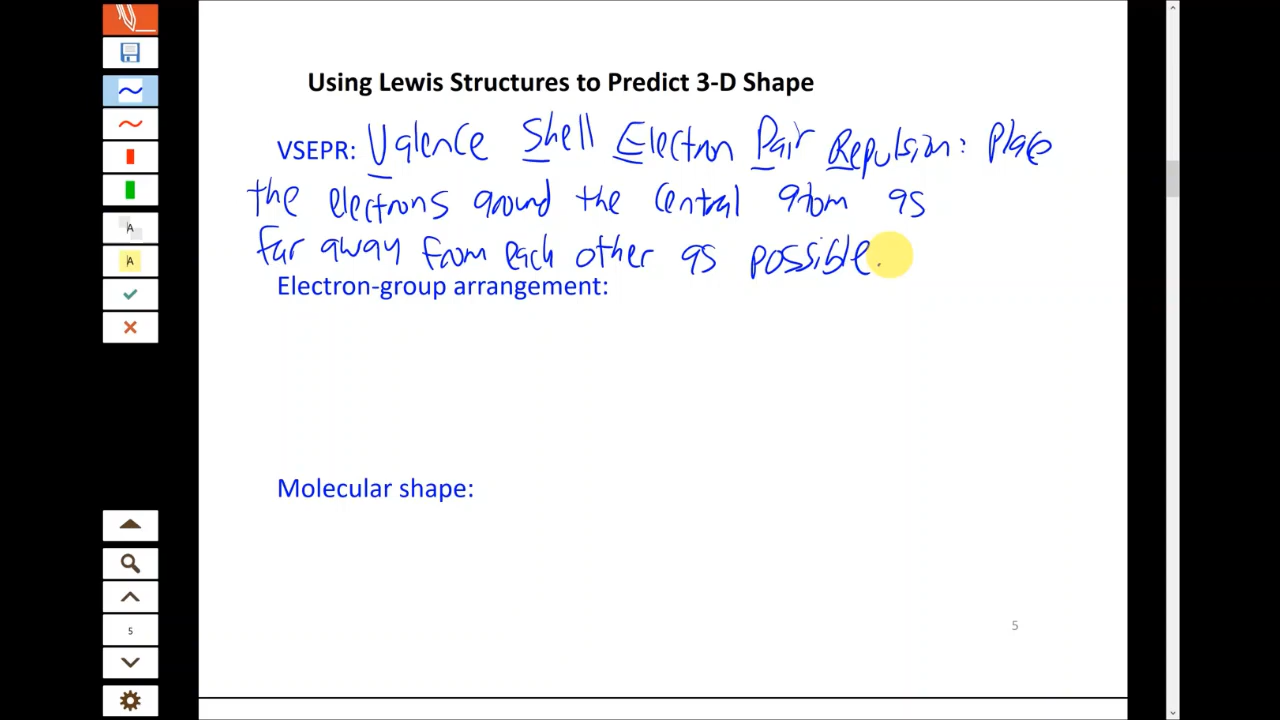 Using Lewis Structures to Predict 3-D Shape
VSEPR: Valence Shell Electron Pair Repulsion: Place
the electrons around the central atom as
far away from each other as possible.
Electron-group arrangement:
Molecular shape:
5
A
A
5